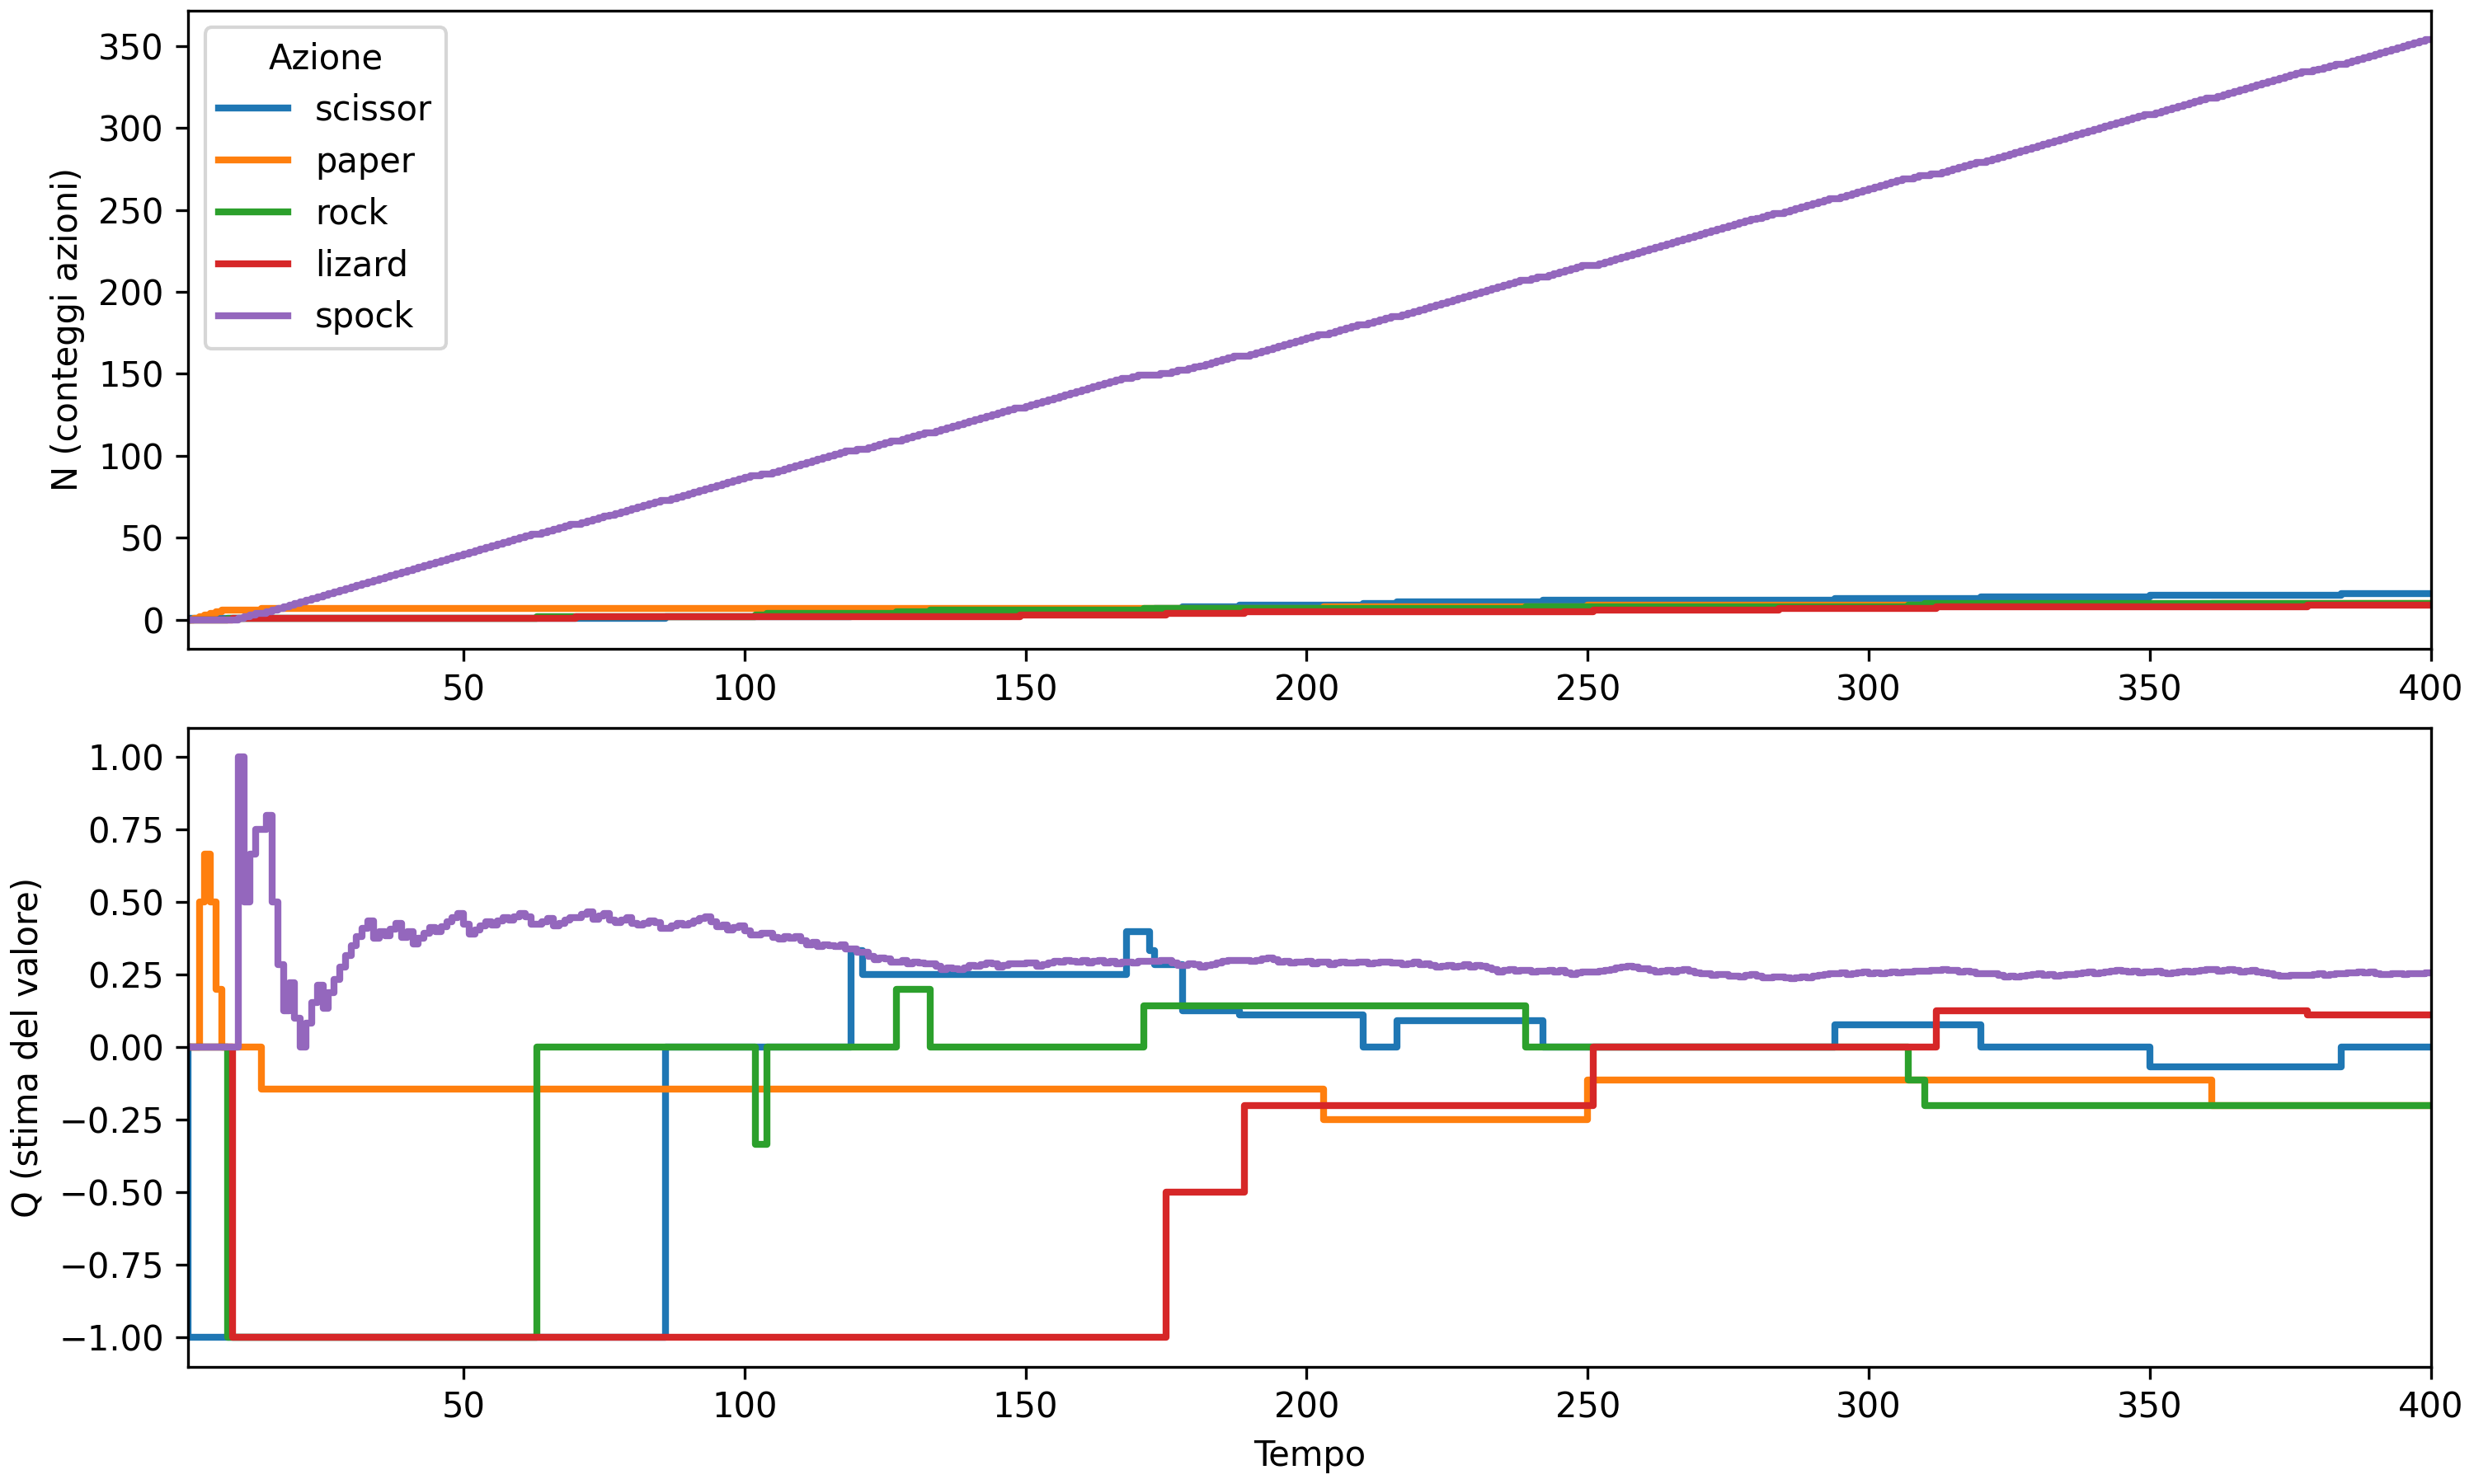 350
300
250
200
150
100
50
0
N (conteggi azioni)
Azione
scissor
paper
rock
lizard
spock
50 100 150 200 250 300 350 400
1.00
0.75
0.50
0.25
0.00
−0.25
−0.50
−0.75
−1.00
Q (stima del valore)
50 100 150 200 250 300 350 400
Tempo